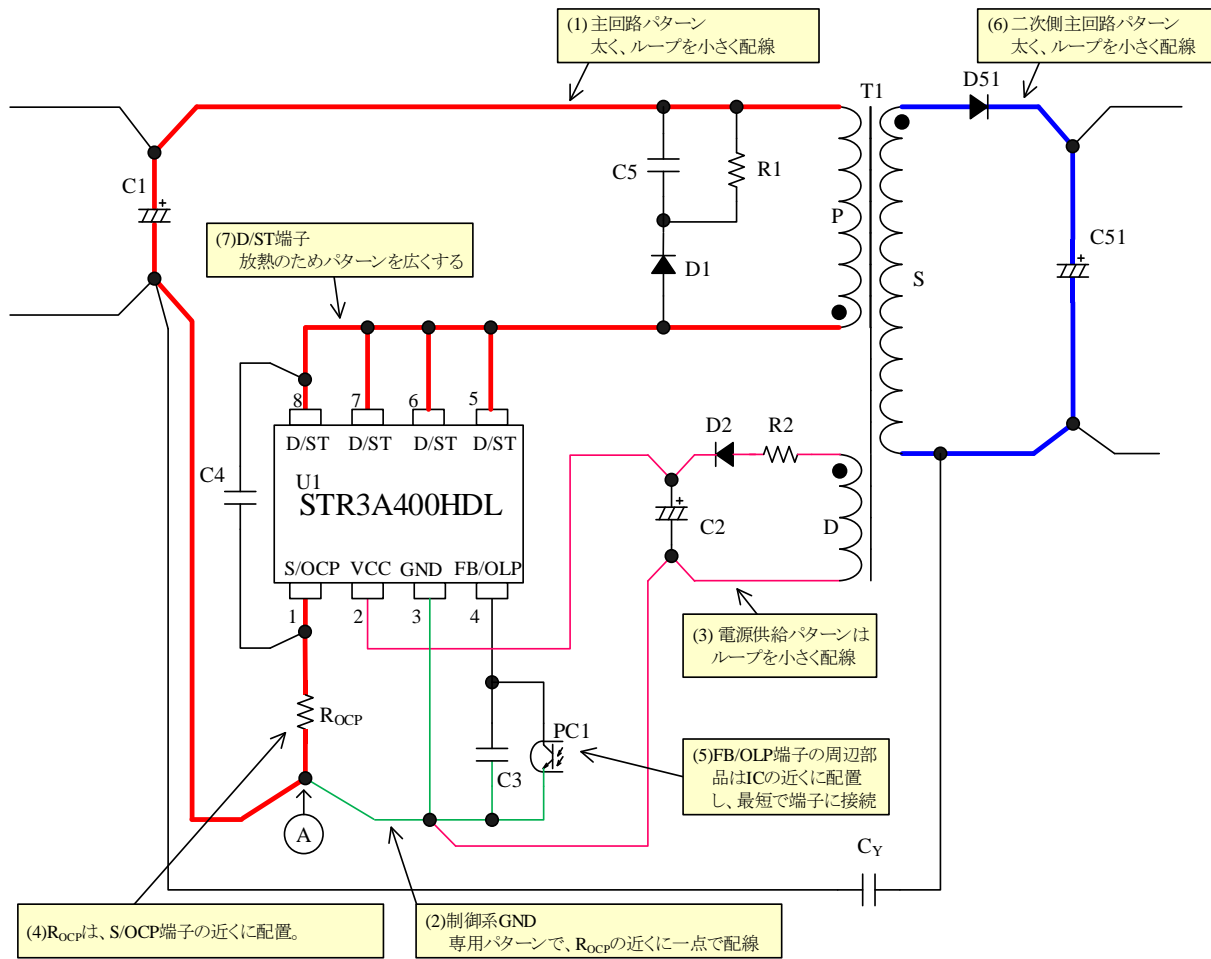 (1) 主回路パターン
太く、ループを小さく配線
(6) 二次側主回路パターン
太く、ループを小さく配線
D51
T1
C1
+
C5
R1
P
S
C51
+
(7)D/ST端子
放熱のためパターンを広くする
D1
8
7
6
5
D/ST
D/ST
D/ST
D/ST
C4
U1
STR3A400HDL
D2
R2
+
C2
D
S/OCP
VCC
GND
FB/OLP
1
2
3
4
(3) 電源供給パターンは
ループを小さく配線
ROCP
C3
PC1
(5)FB/OLP端子の周辺部
品はICの近くに配置
し、最短で端子に接続
A
CY
(4)ROCPは、S/OCP端子の近くに配置。
(2)制御系GND
専用パターンで、ROCPの近くに一点で配線